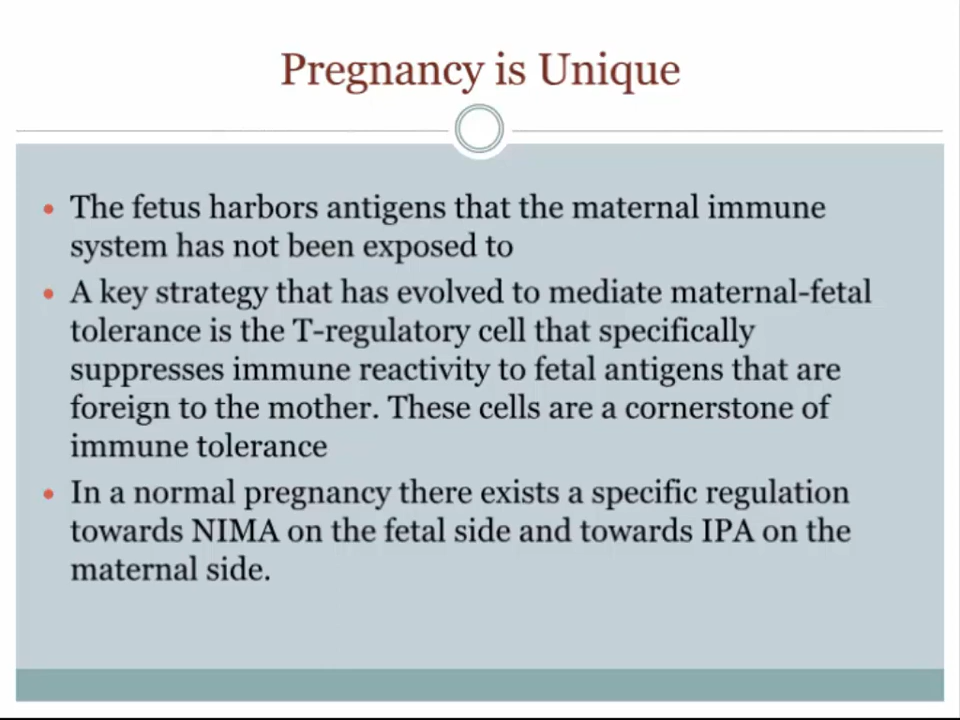 Pregnancy is Unique
• The fetus harbors antigens that the maternal immune
system has not been exposed to
• A key strategy that has evolved to mediate maternal-fetal
tolerance is the T-regulatory cell that specifically
suppresses immune reactivity to fetal antigens that are
foreign to the mother. These cells are a cornerstone of
immune tolerance
• In a normal pregnancy there exists a specific regulation
towards NIMA on the fetal side and towards IPA on the
maternal side.